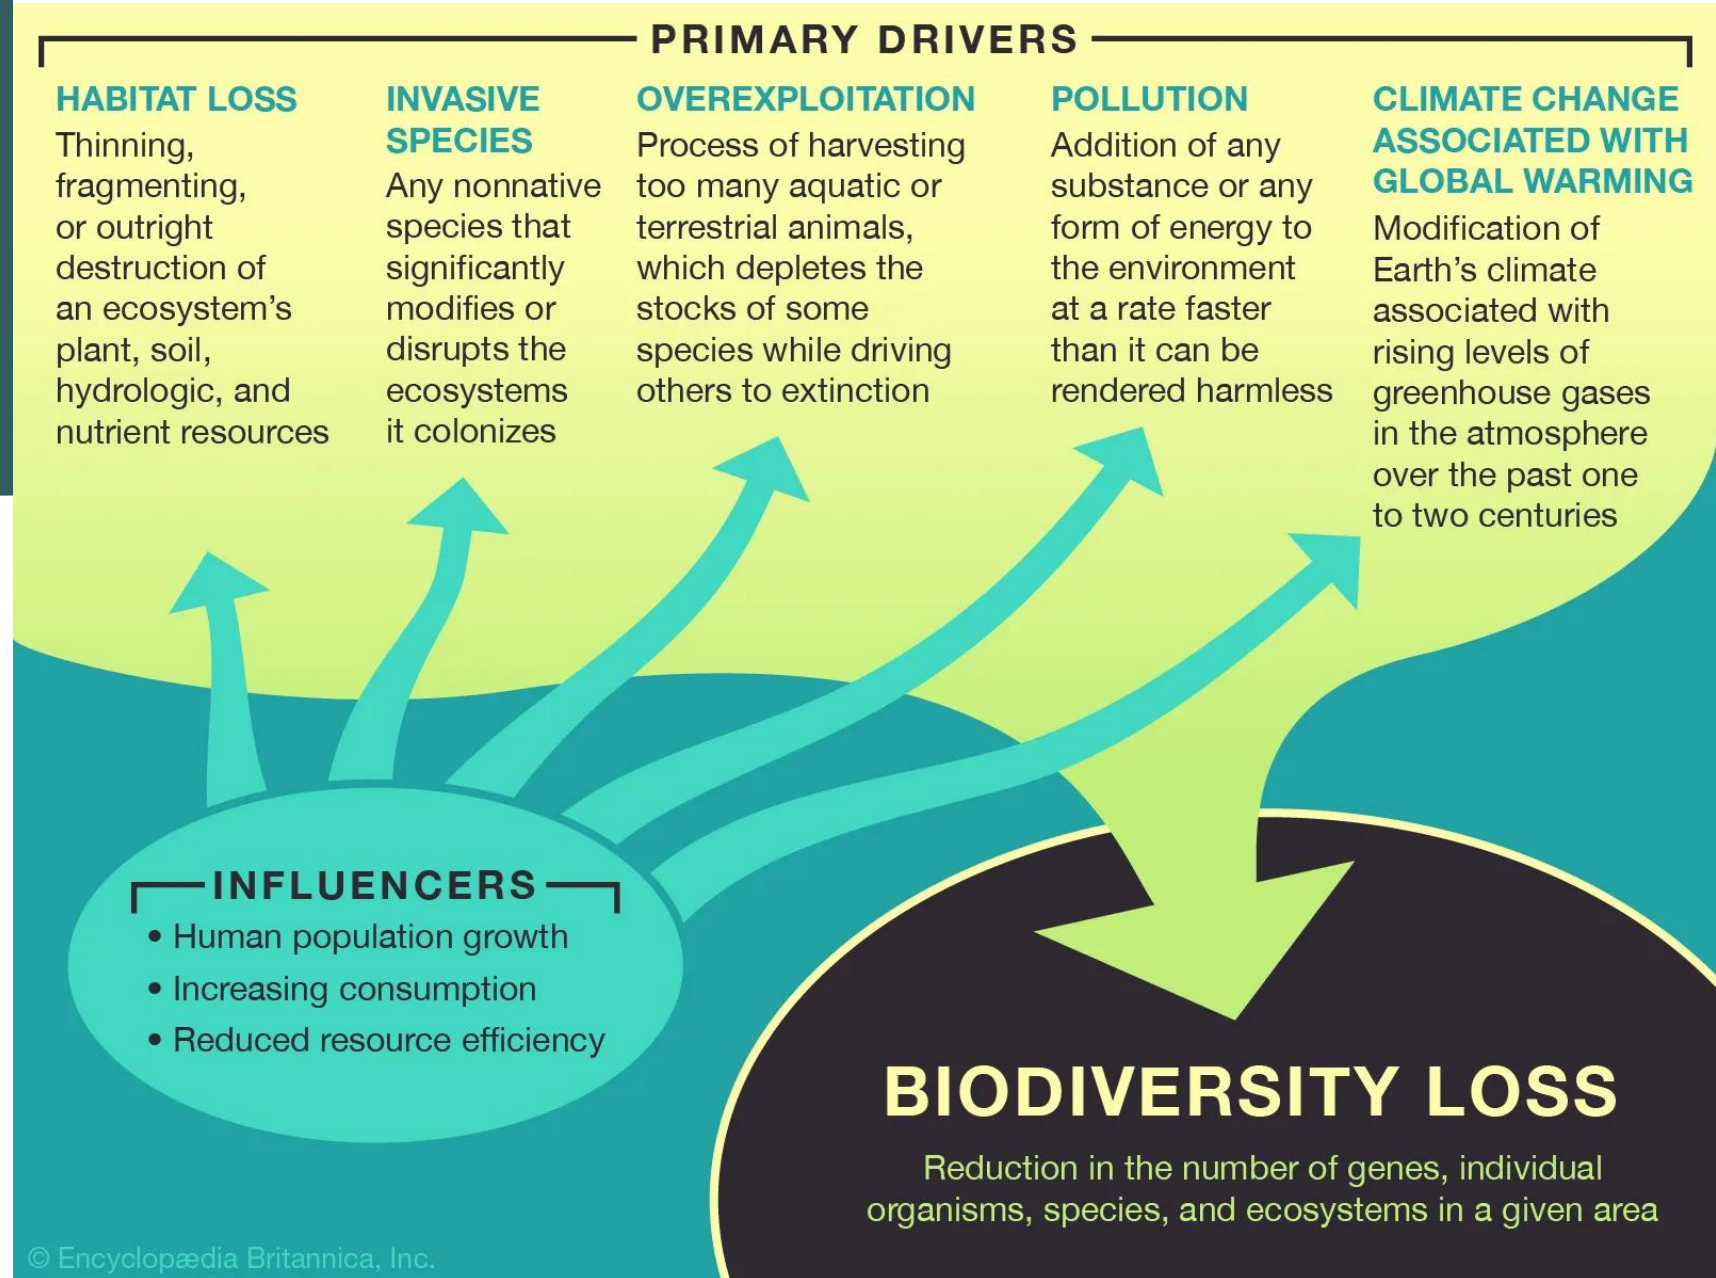 PRIMARY DRIVERS
HABITAT LOSS
Thinning,
fragmenting,
or outright
destruction of
an ecosystem's
plant, soil,
hydrologic, and
nutrient resources
INVASIVE
SPECIES
Any nonnative
species that
significantly
modifies or
disrupts the
ecosystems
it colonizes
OVEREXPLOITATION
Process of harvesting
too many aquatic or
terrestrial animals,
which depletes the
stocks of some
species while driving
others to extinction
POLLUTION
Addition of any
substance or any
form of energy to
the environment
at a rate faster
than it can be
rendered harmless
CLIMATE CHANGE
ASSOCIATED WITH
GLOBAL WARMING
Modification of
Earth's climate
associated with
rising levels of
greenhouse gases
in the atmosphere
over the past one
to two centuries
INFLUENCERS
• Human population growth
• Increasing consumption
• Reduced resource efficiency
BIODIVERSITY LOSS
Reduction in the number of genes, individual
organisms, species, and ecosystems in a given area
© Encyclopædia Britannica, Inc.